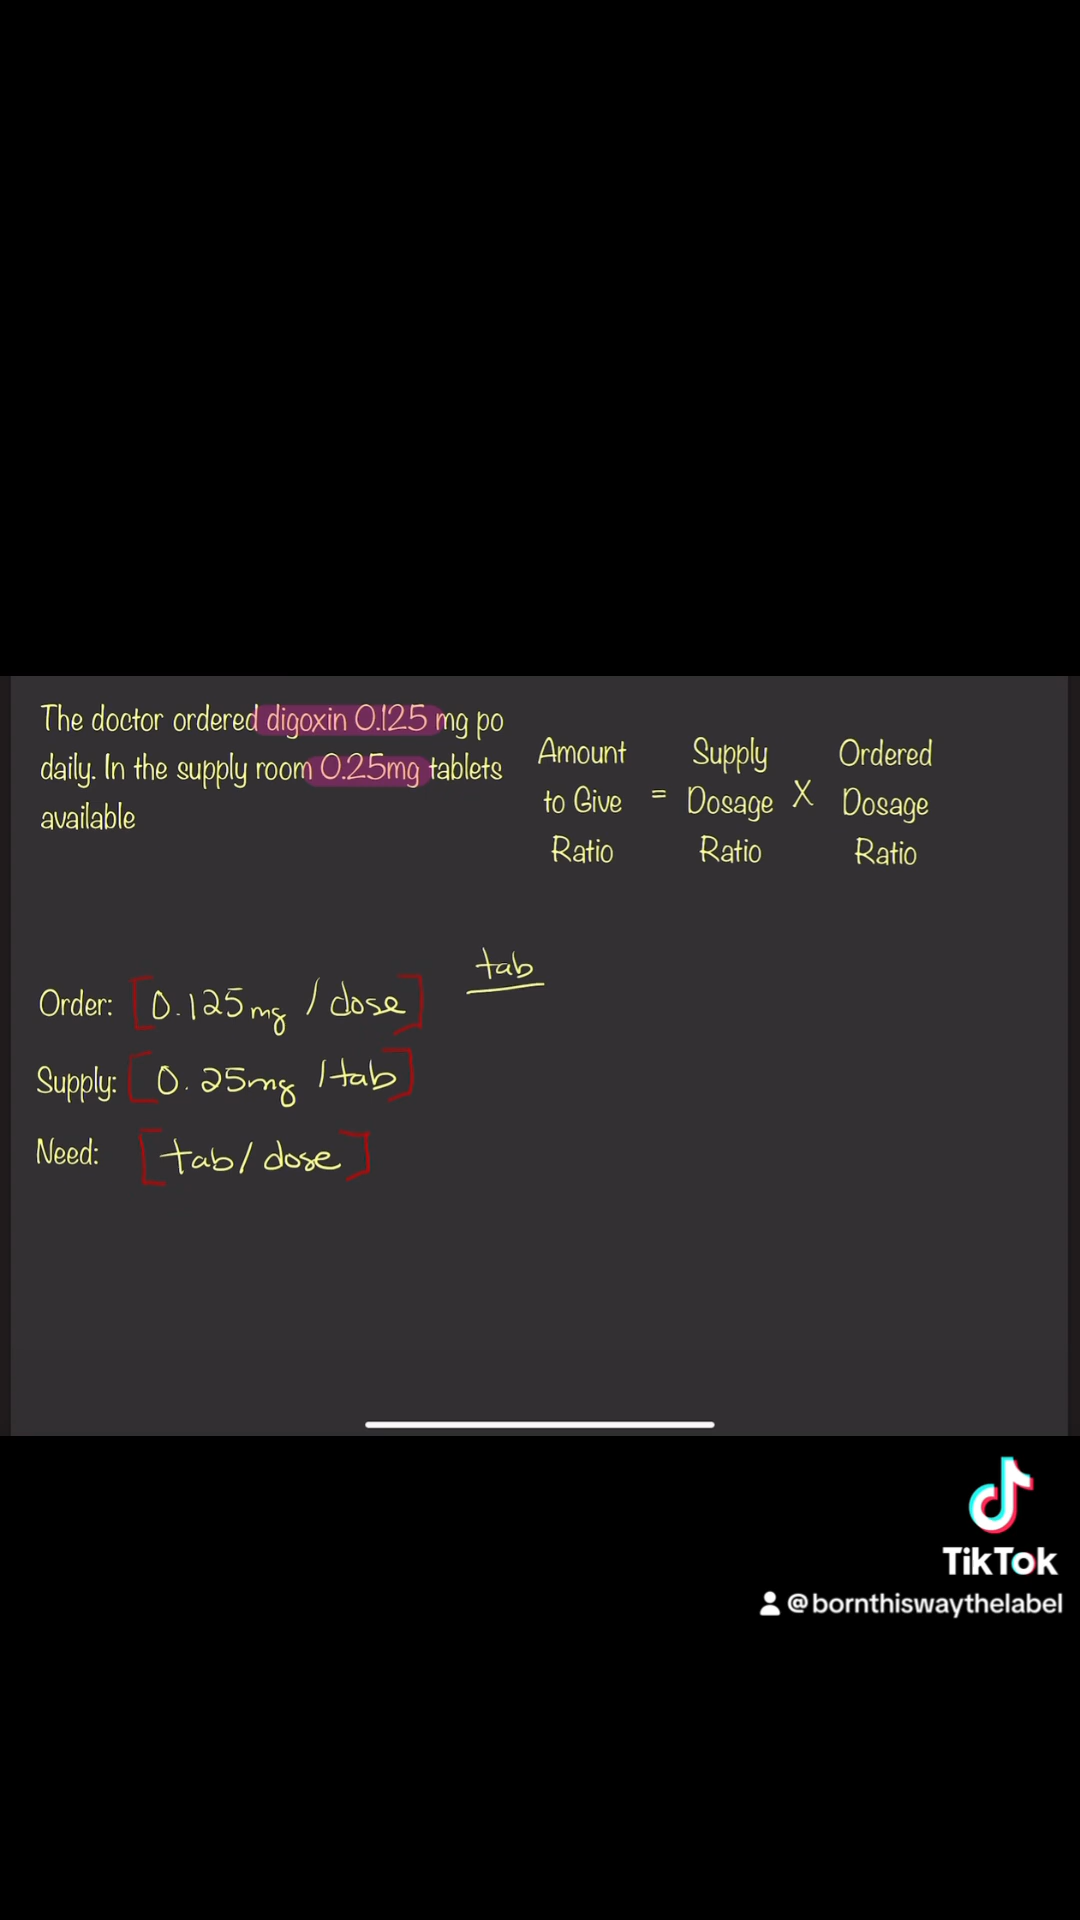 The doctor ordered digoxin 0.125 mg po
daily. In the supply room 0.25mg tablets
available
Amount
to Give
Ratio
=
Supply
Dosage
Ratio
X
Ordered
Dosage
Ratio
tab
Order: [0.125mg / dose]
Supply: [0.25mg / tab]
Need: [tab / dose]
TikTok
@bornthiswaythelabel